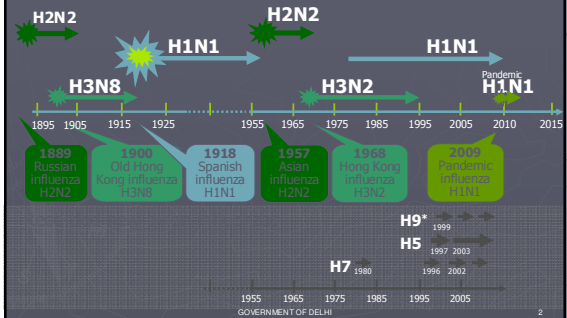 H2N2
H2N2
H1N1
H1N1
Pandemic
H3N8
H3N2
H1N1
1895 1905 1915 1925 1955 1965 1975 1985 1995 2005 2010 2015
1889
Russian
influenza
H2N2
1900
Old Hong
Kong influenza
H3N8
1918
Spanish
influenza
H1N1
1957
Asian
influenza
H2N2
1968
Hong Kong
influenza
H3N2
2009
Pandemic
influenza
H1N1
H9*
1999
H5
1997 2003
H7
1980 1996 2002
1955 1965 1975 1985 1995 2005
GOVERNMENT OF DELHI 2